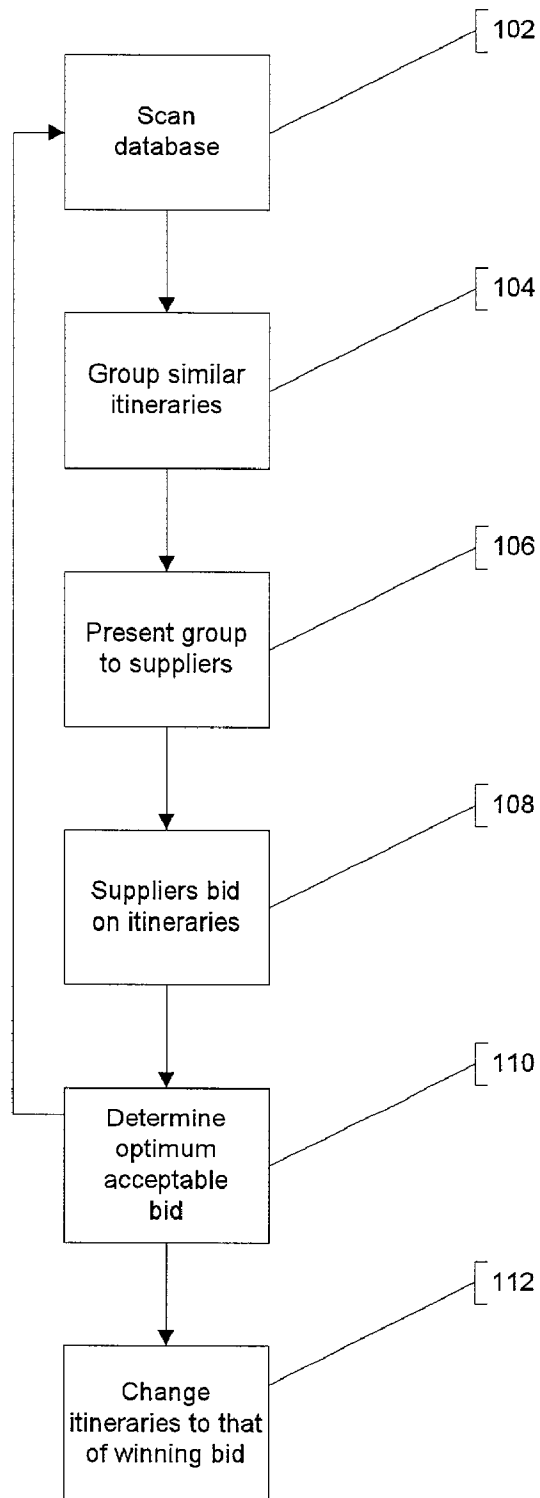 102
Scan
database
104
Group similar
itineraries
106
Present group
to suppliers
108
Suppliers bid
on itineraries
110
Determine
optimum
acceptable
bid
112
Change
itineraries to that
of winning bid